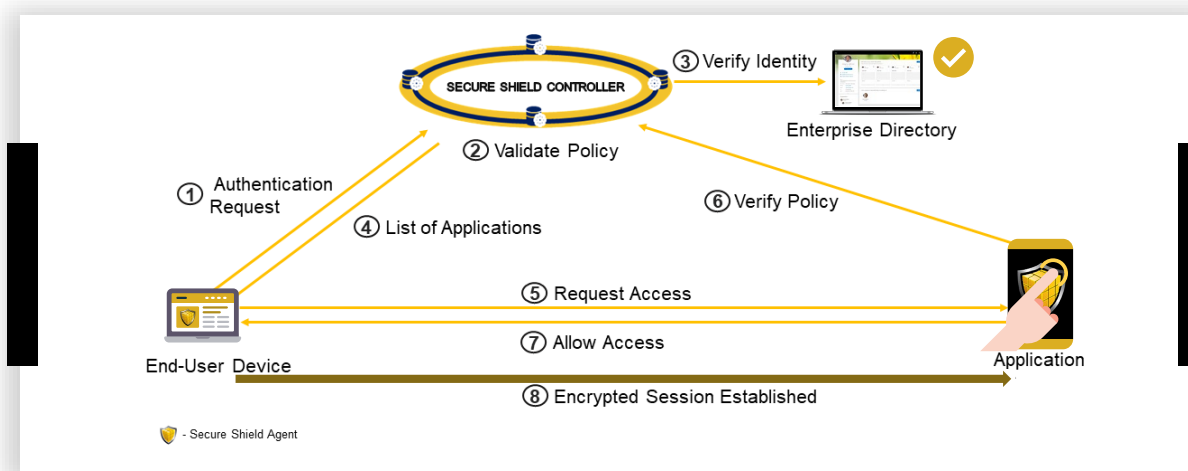 SECURE SHIELD CONTROLLER
3 Verify Identity
Enterprise Directory
2 Validate Policy
1 Authentication
Request
6 Verify Policy
4 List of Applications
5 Request Access
7 Allow Access
End-User Device
Application
8 Encrypted Session Established
- Secure Shield Agent